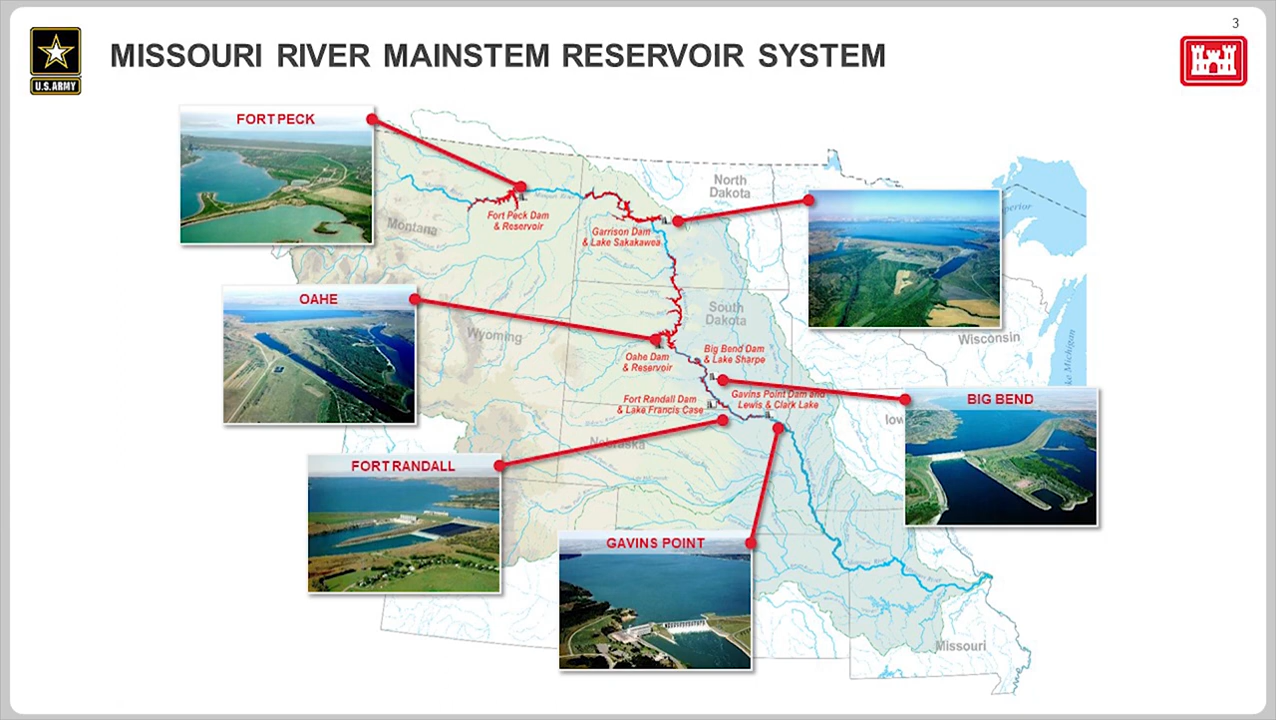 3
MISSOURI RIVER MAINSTEM RESERVOIR SYSTEM
U.S.ARMY
FORT PECK
North
Dakota
Fort Peck Dam
& Reservoir
Montana
Garrison Dam
& Lake Sakakawea
OAHE
South
Dakota
Wyoming
Wisconsin
Oahe Dam
& Reservoir
Big Bend Dam
& Lake Sharpe
Fort Randall Dam
& Lake Francis Case
Gavins Point Dam and
Lewis & Clark Lake
BIG BEND
Nebraska
FORT RANDALL
GAVINS POINT
Missouri River
Missouri